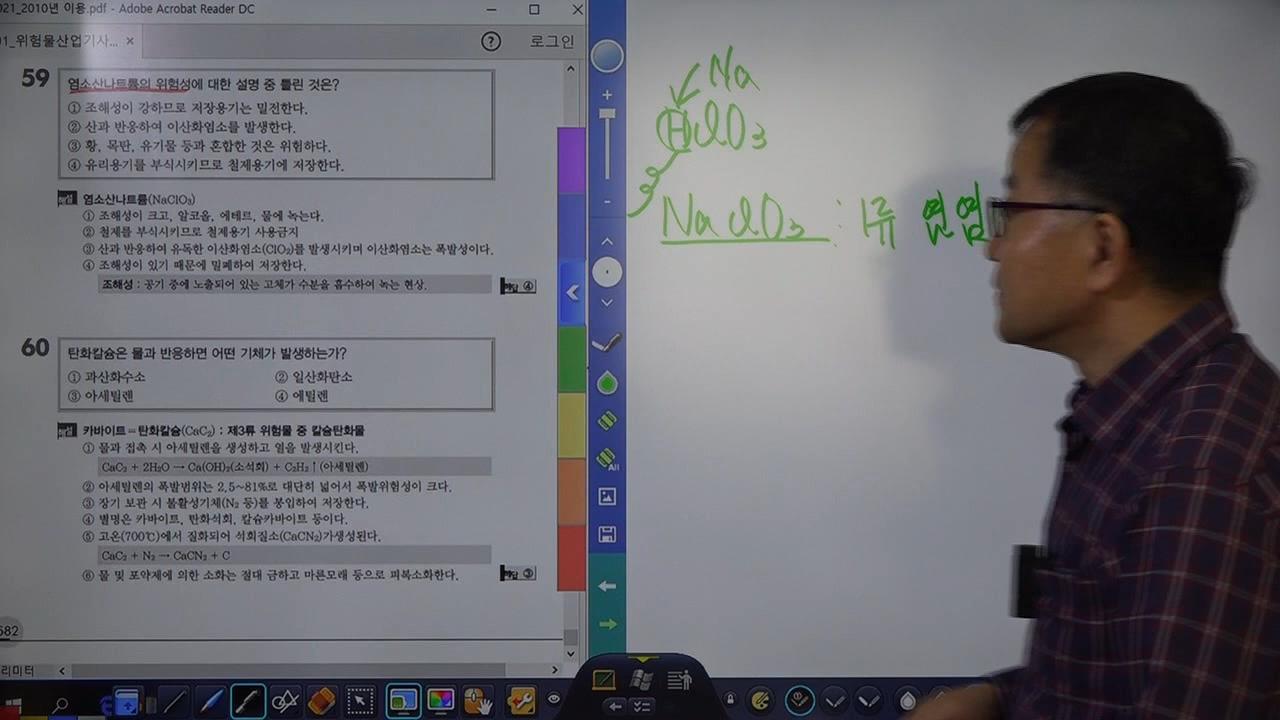 021_2010년 이용.pdf - Adobe Acrobat Reader DC
01_위험물산업기사... ×
로그인
59 염소산나트륨의 위험성에 대한 설명 중 틀린 것은?
① 조해성이 강하므로 저장용기는 밀전한다.
② 산과 반응하여 이산화염소를 발생한다.
③ 황, 목탄, 유기물 등과 혼합한 것은 위험하다.
④ 유리용기를 부식시키므로 철제용기에 저장한다.
해설 염소산나트륨(NaClO₃)
① 조해성이 크고, 알코올, 에테르, 물에 녹는다.
② 철제를 부식시키므로 철제용기 사용금지
③ 산과 반응하여 유독한 이산화염소(ClO₂)를 발생시키며 이산화염소는 폭발성이다.
④ 조해성이 있기 때문에 밀폐하여 저장한다.
조해성 : 공기 중에 노출되어 있는 고체가 수분을 흡수하여 녹는 현상.
해답 ④
60 탄화칼슘은 물과 반응하면 어떤 기체가 발생하는가?
① 과산화수소 ② 일산화탄소
③ 아세틸렌 ④ 에틸렌
해설 카바이트=탄화칼슘(CaC₂) : 제3류 위험물 중 칼슘탄화물
① 물과 접촉 시 아세틸렌을 생성하고 열을 발생시킨다.
CaC₂ + 2H₂O → Ca(OH)₂(소석회) + C₂H₂↑(아세틸렌)
② 아세틸렌의 폭발범위는 2.5~81%로 대단히 넓어서 폭발위험성이 크다.
③ 장기 보관 시 불활성기체(N₂ 등)를 봉입하여 저장한다.
④ 별명은 카바이트, 탄화석회, 칼슘카바이트 등이다.
⑤ 고온(700℃)에서 질화되어 석회질소(CaCN₂)가생성된다.
CaC₂ + N₂ → CaCN₂ + C
⑥ 물 및 포약제에 의한 소화는 절대 금하고 마른모래 등으로 피복소화한다.
해답 ③
682
리미터
All
Na
HClO₃
NaClO₃ : 1류